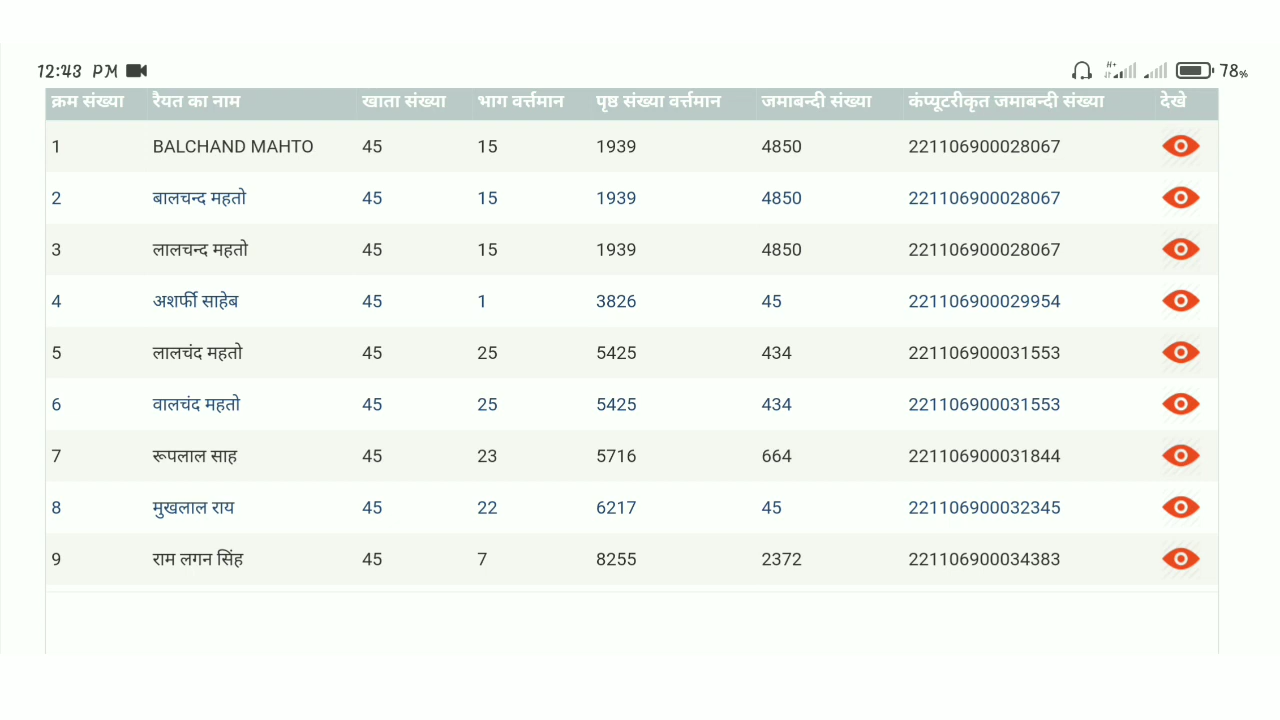 12:43 PM H+ 78%
क्रम संख्या रैयत का नाम खाता संख्या भाग वर्त्तमान पृष्ठ संख्या वर्त्तमान जमाबन्दी संख्या कंप्यूटरीकृत जमाबन्दी संख्या देखे
1 BALCHAND MAHTO 45 15 1939 4850 221106900028067
2 बालचन्द महतो 45 15 1939 4850 221106900028067
3 लालचन्द महतो 45 15 1939 4850 221106900028067
4 अशर्फी साहेब 45 1 3826 45 221106900029954
5 लालचंद महतो 45 25 5425 434 221106900031553
6 वालचंद महतो 45 25 5425 434 221106900031553
7 रूपलाल साह 45 23 5716 664 221106900031844
8 मुखलाल राय 45 22 6217 45 221106900032345
9 राम लगन सिंह 45 7 8255 2372 221106900034383